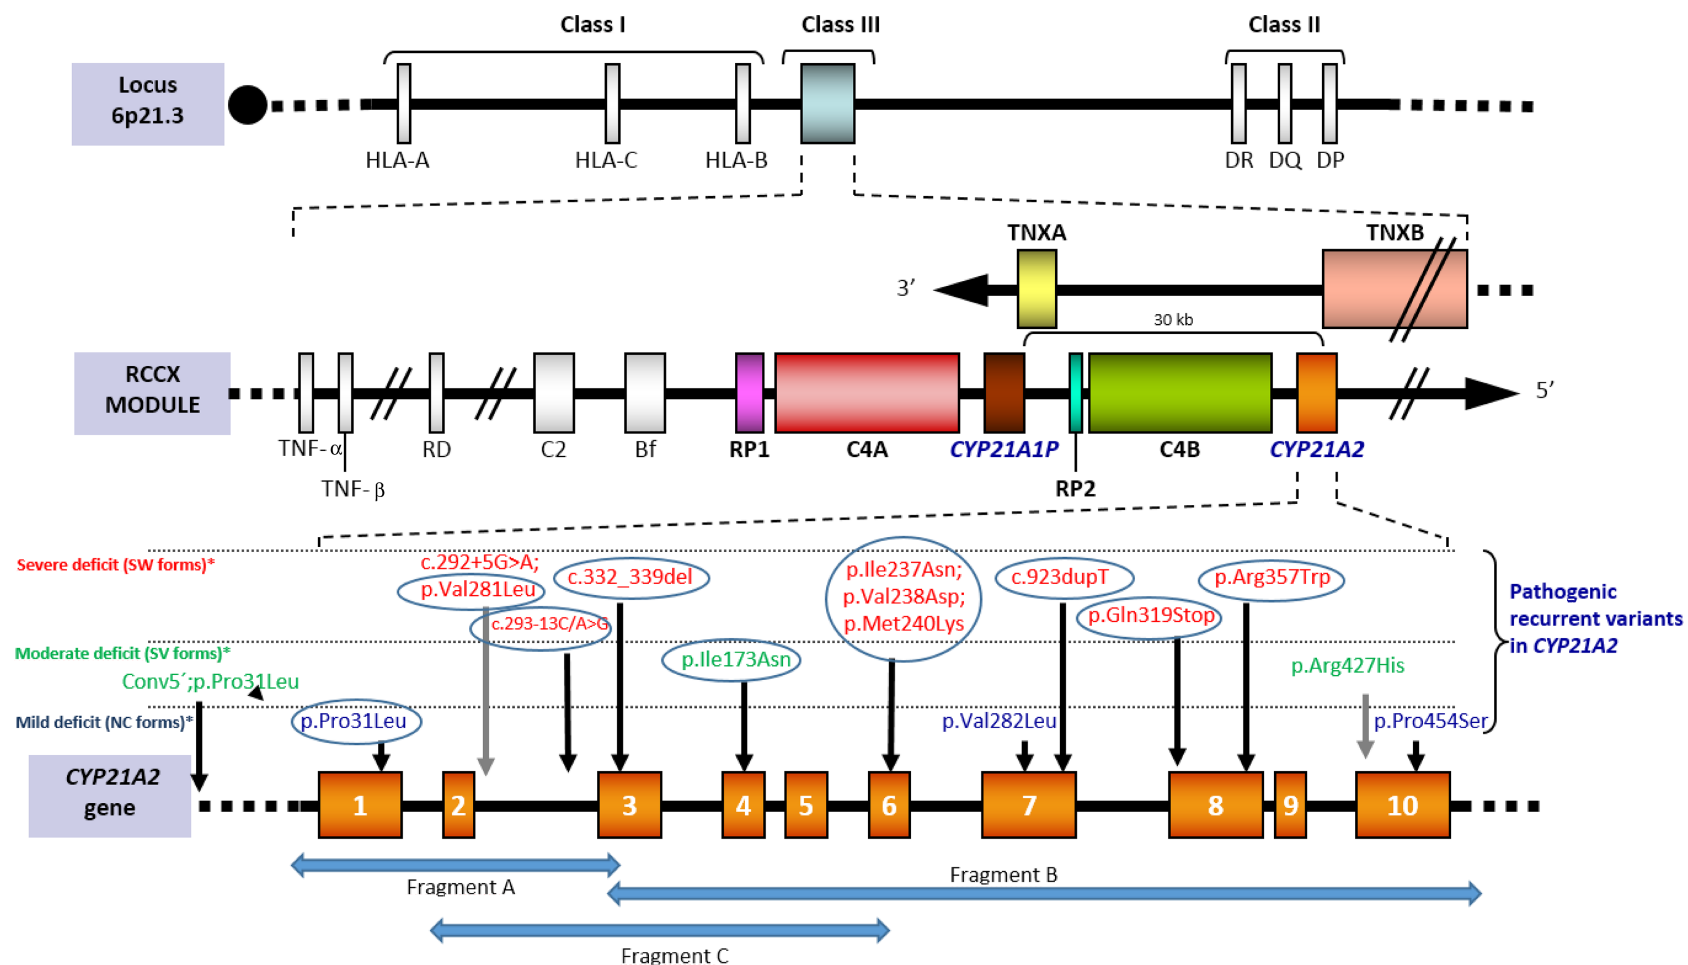 Class I
Class III
Class II
Locus
6p21.3
HLA-A
HLA-C
HLA-B
DR
DQ
DP
TNXA
TNXB
3’
30 kb
RCCX
MODULE
5’
TNF- α
RD
C2
Bf
RP1
C4A
CYP21A1P
C4B
CYP21A2
TNF- β
RP2
Severe deficit (SW forms)*
c.292+5G>A;
p.Val281Leu
c.332_339del
c.293-13C/A>G
p.Ile237Asn;
p.Val238Asp;
p.Met240Lys
c.923dupT
p.Gln319Stop
p.Arg357Trp
Pathogenic
recurrent variants
in CYP21A2
Moderate deficit (SV forms)*
Conv5´;p.Pro31Leu
p.Ile173Asn
p.Arg427His
Mild deficit (NC forms)*
p.Pro31Leu
p.Val282Leu
p.Pro454Ser
CYP21A2
gene
1
2
3
4
5
6
7
8
9
10
Fragment A
Fragment B
Fragment C